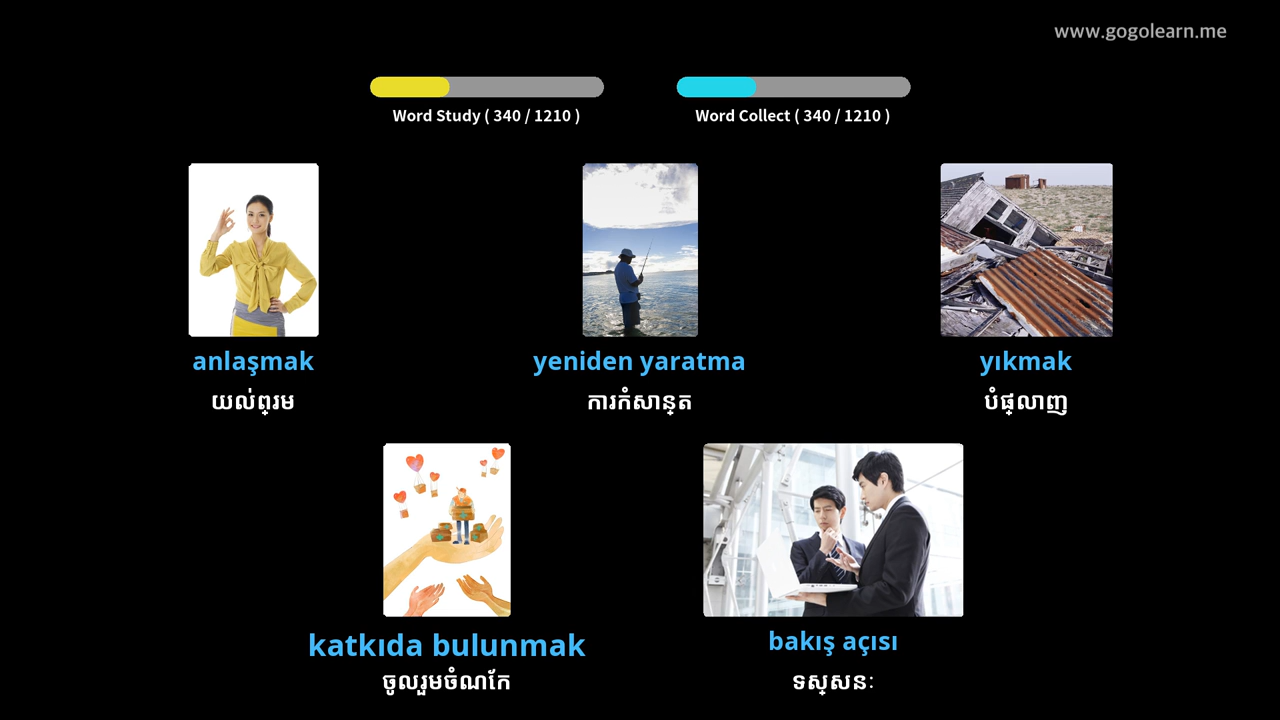 www.gogolearn.me
Word Study ( 340 / 1210 )
Word Collect ( 340 / 1210 )
anlaşmak
យល់ព្រម
yeniden yaratma
ការកំសាន្ត
yıkmak
បំផ្លាញ
katkıda bulunmak
ចូលរួមចំណែក
bakış açısı
ទស្សនៈ